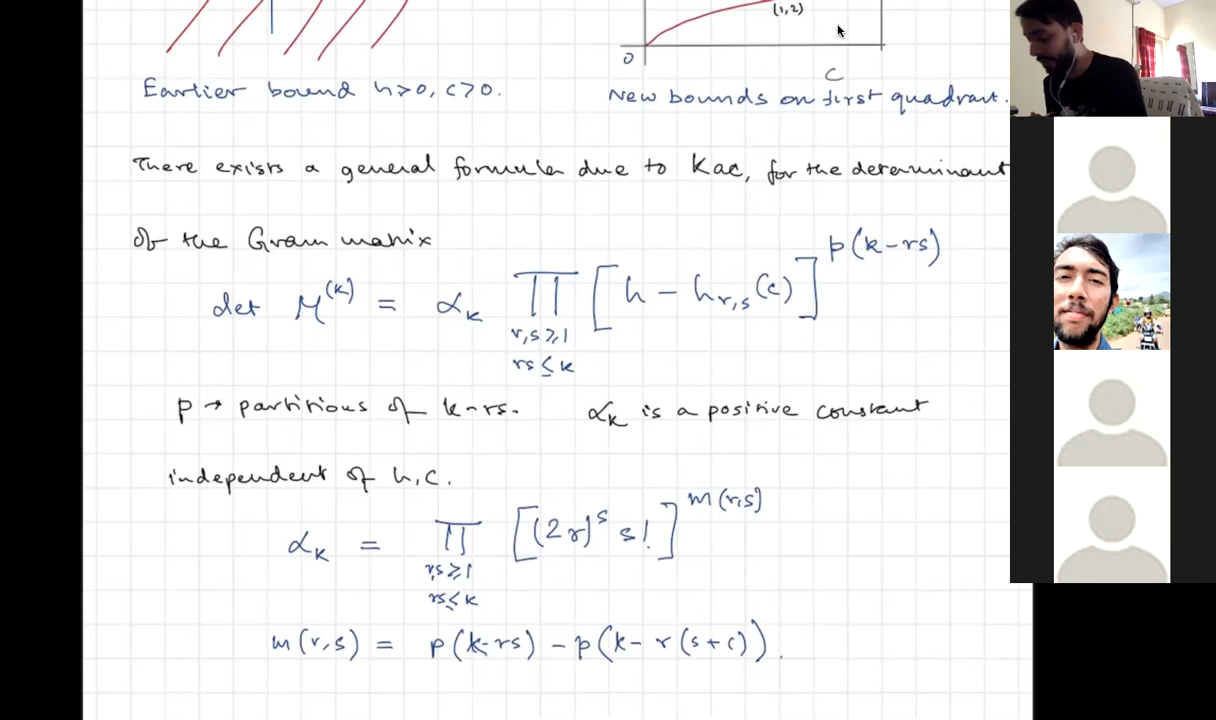 (1,2)
0
C
Earlier bound h>0, c>0.
New bounds on first quadrant.
There exists a general formula due to Kac, for the determinant
of the Gram matrix
det M^(k) = α_k ∏_{r,s≥1, rs≤k} [h - h_{r,s}(c)]^{p(k-rs)}
p → partitions of k-rs. α_k is a positive constant
independent of h, c.
α_k = ∏_{r,s≥1, rs≤k} [(2r)^s s!]^{m(r,s)}
m(r,s) = p(k-rs) - p(k- r(s+c)).